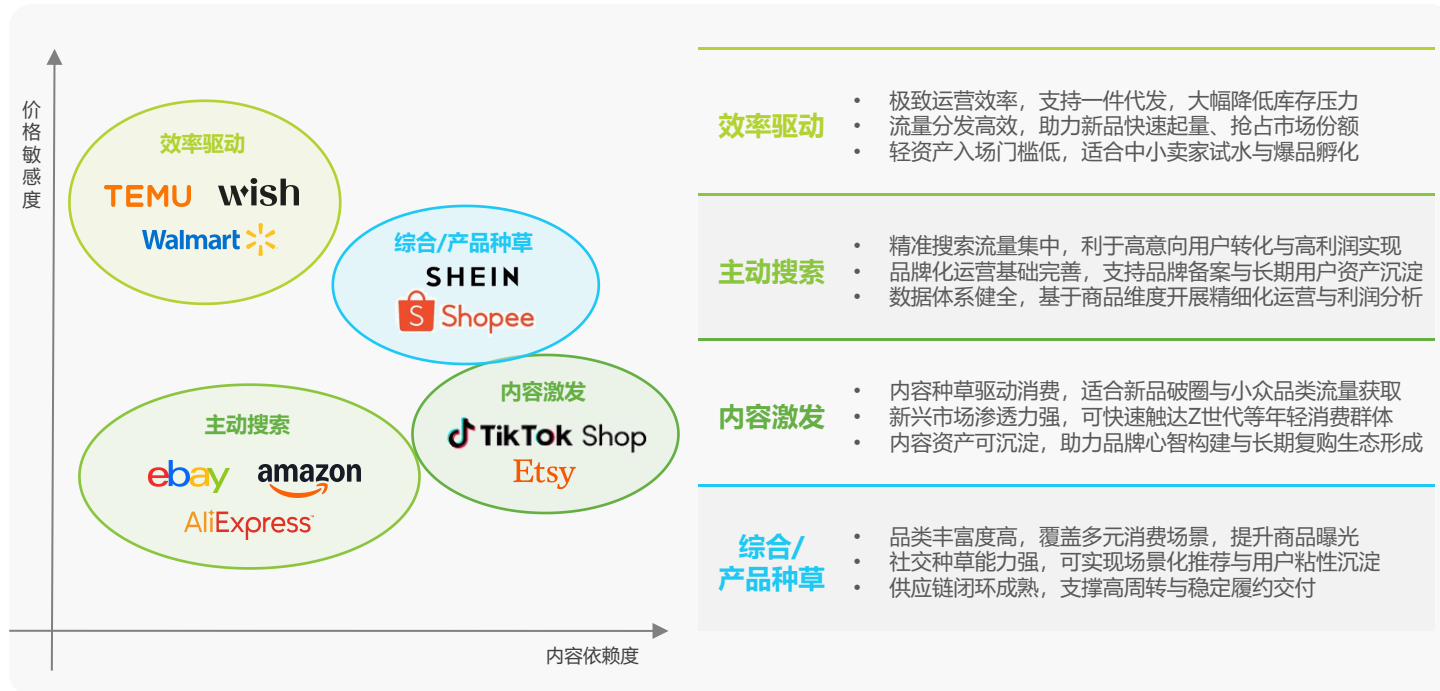 价格敏感度
效率驱动
TEMU wish
Walmart
综合/产品种草
SHEIN
Shopee
内容激发
TikTok Shop
Etsy
主动搜索
ebay amazon
AliExpress
内容依赖度
效率驱动
• 极致运营效率，支持一件代发，大幅降低库存压力
• 流量分发高效，助力新品快速起量、抢占市场份额
• 轻资产入场门槛低，适合中小卖家试水与爆品孵化
主动搜索
• 精准搜索流量集中，利于高意向用户转化与高利润实现
• 品牌化运营基础完善，支持品牌备案与长期用户资产沉淀
• 数据体系健全，基于商品维度开展精细化运营与利润分析
内容激发
• 内容种草驱动消费，适合新品破圈与小众品类流量获取
• 新兴市场渗透力强，可快速触达Z世代等年轻消费群体
• 内容资产可沉淀，助力品牌心智构建与长期复购生态形成
综合/
产品种草
• 品类丰富度高，覆盖多元消费场景，提升商品曝光
• 社交种草能力强，可实现场景化推荐与用户粘性沉淀
• 供应链闭环成熟，支撑高周转与稳定履约交付